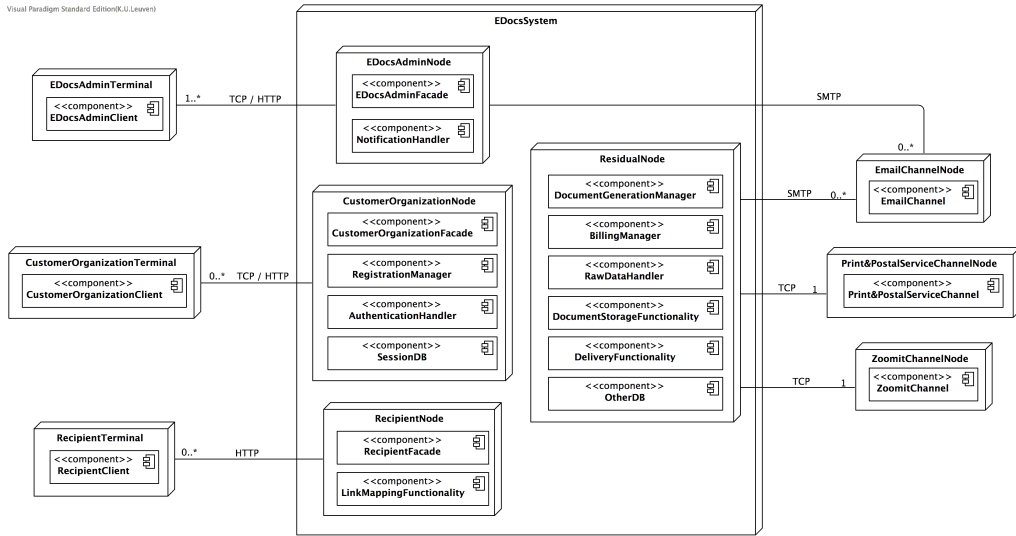 Visual Paradigm Standard Edition(K.U.Leuven)
EDocsSystem
EDocsAdminTerminal
<<component>>
EDocsAdminClient
1..*
TCP / HTTP
EDocsAdminNode
<<component>>
EDocsAdminFacade
<<component>>
NotificationHandler
SMTP
0..*
EmailChannelNode
<<component>>
EmailChannel
SMTP
0..*
CustomerOrganizationTerminal
<<component>>
CustomerOrganizationClient
0..*
TCP / HTTP
CustomerOrganizationNode
<<component>>
CustomerOrganizationFacade
<<component>>
RegistrationManager
<<component>>
AuthenticationHandler
<<component>>
SessionDB
ResidualNode
<<component>>
DocumentGenerationManager
<<component>>
BillingManager
<<component>>
RawDataHandler
<<component>>
DocumentStorageFunctionality
<<component>>
DeliveryFunctionality
<<component>>
OtherDB
TCP
1
Print&PostalServiceChannelNode
<<component>>
Print&PostalServiceChannel
TCP
1
ZoomitChannelNode
<<component>>
ZoomitChannel
RecipientTerminal
<<component>>
RecipientClient
0..*
HTTP
RecipientNode
<<component>>
RecipientFacade
<<component>>
LinkMappingFunctionality